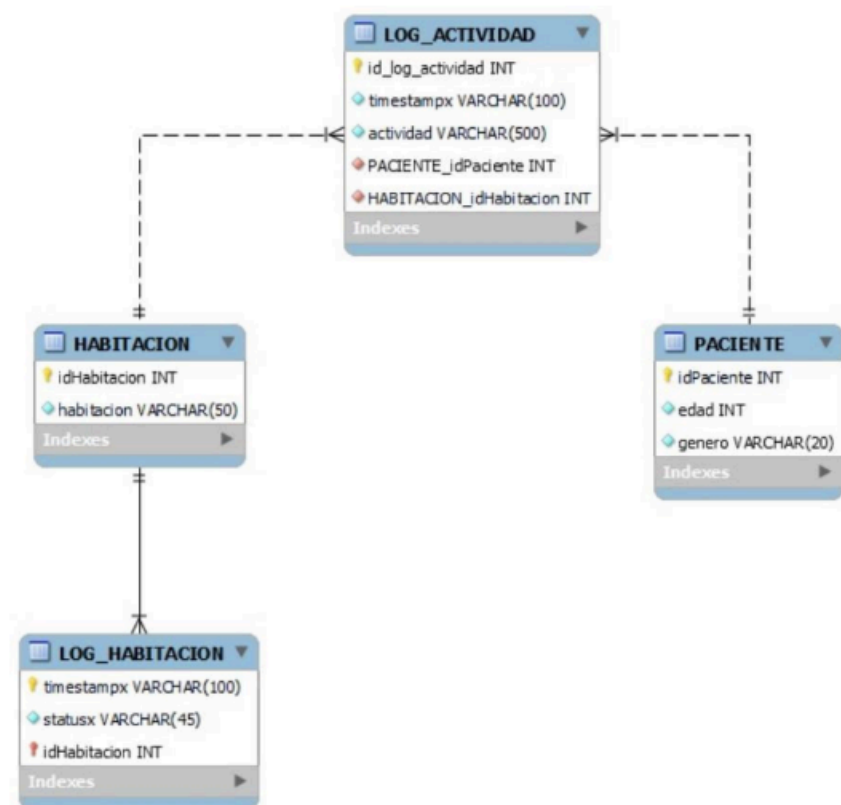 LOG_ACTIVIDAD
id_log_actividad INT
timestampx VARCHAR(100)
actividad VARCHAR(500)
PACIENTE_idPaciente INT
HABITACION_idHabitacion INT
Indexes
HABITACION
idHabitacion INT
habitacion VARCHAR(50)
Indexes
PACIENTE
idPaciente INT
edad INT
genero VARCHAR(20)
Indexes
LOG_HABITACION
timestampx VARCHAR(100)
statusx VARCHAR(45)
idHabitacion INT
Indexes